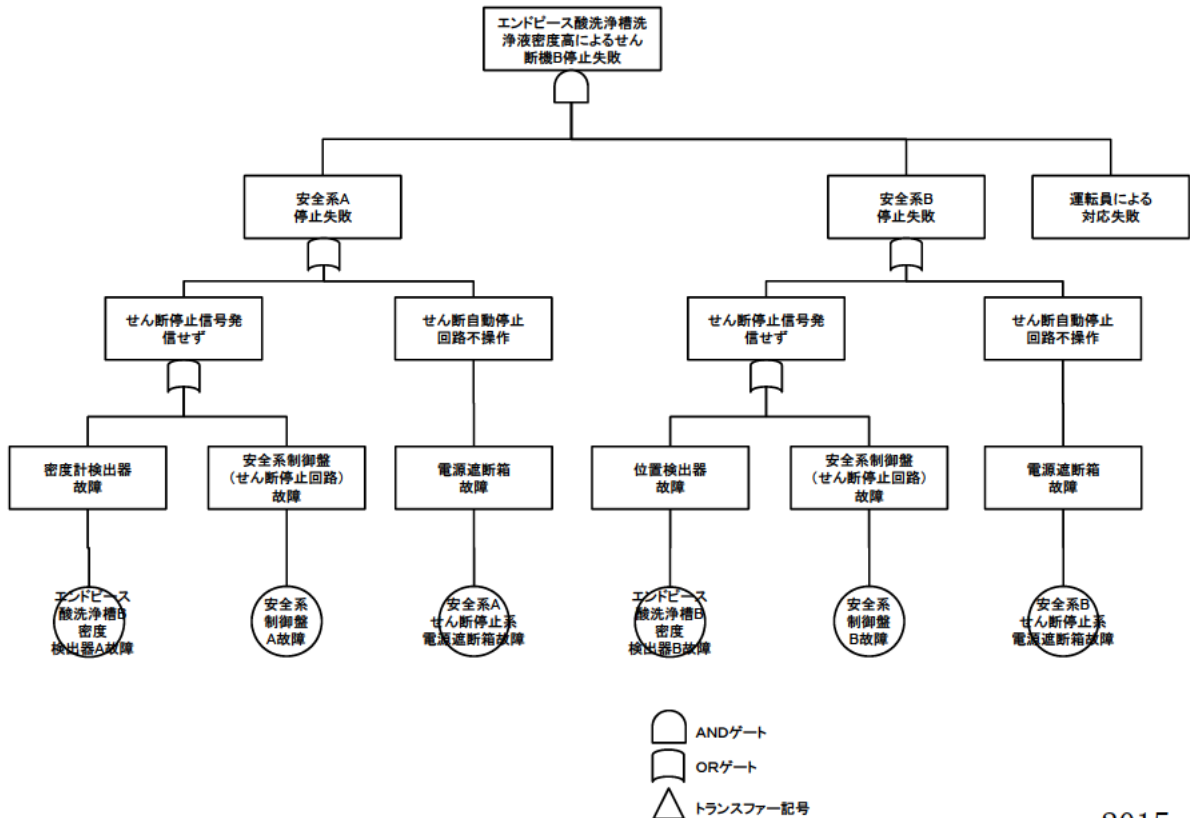 エンドピース酸洗浄槽洗
浄液密度高によるせん
断機B停止失敗
安全系A
停止失敗
安全系B
停止失敗
運転員による
対応失敗
せん断停止信号発
信せず
せん断自動停止
回路不操作
せん断停止信号発
信せず
せん断自動停止
回路不操作
密度計検出器
故障
安全系制御盤
(せん断停止回路)
故障
電源遮断箱
故障
位置検出器
故障
安全系制御盤
(せん断停止回路)
故障
電源遮断箱
故障
エンドピース
酸洗浄槽B
密度
検出器A故障
安全系
制御盤
A故障
安全系A
せん断停止系
電源遮断箱故障
エンドピース
酸洗浄槽B
密度
検出器B故障
安全系
制御盤
B故障
安全系B
せん断停止系
電源遮断箱故障
ANDゲート
ORゲート
トランスファー記号
2015